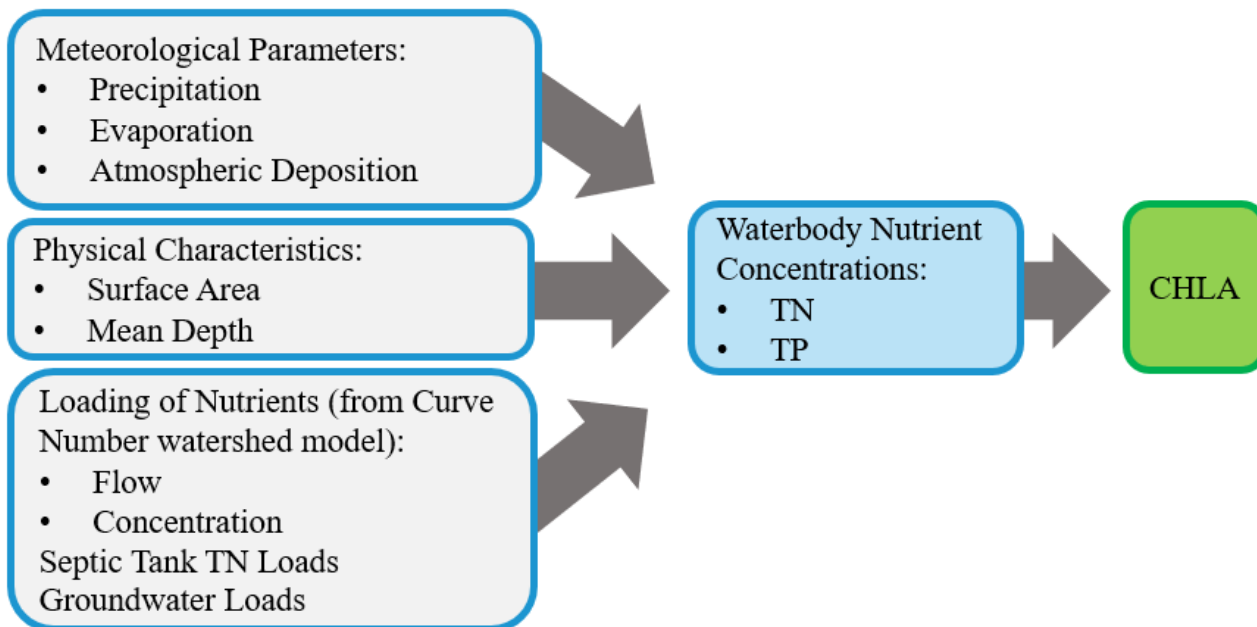 Meteorological Parameters:
• Precipitation
• Evaporation
• Atmospheric Deposition
Physical Characteristics:
• Surface Area
• Mean Depth
Loading of Nutrients (from Curve
Number watershed model):
• Flow
• Concentration
Septic Tank TN Loads
Groundwater Loads
Waterbody Nutrient
Concentrations:
• TN
• TP
CHLA